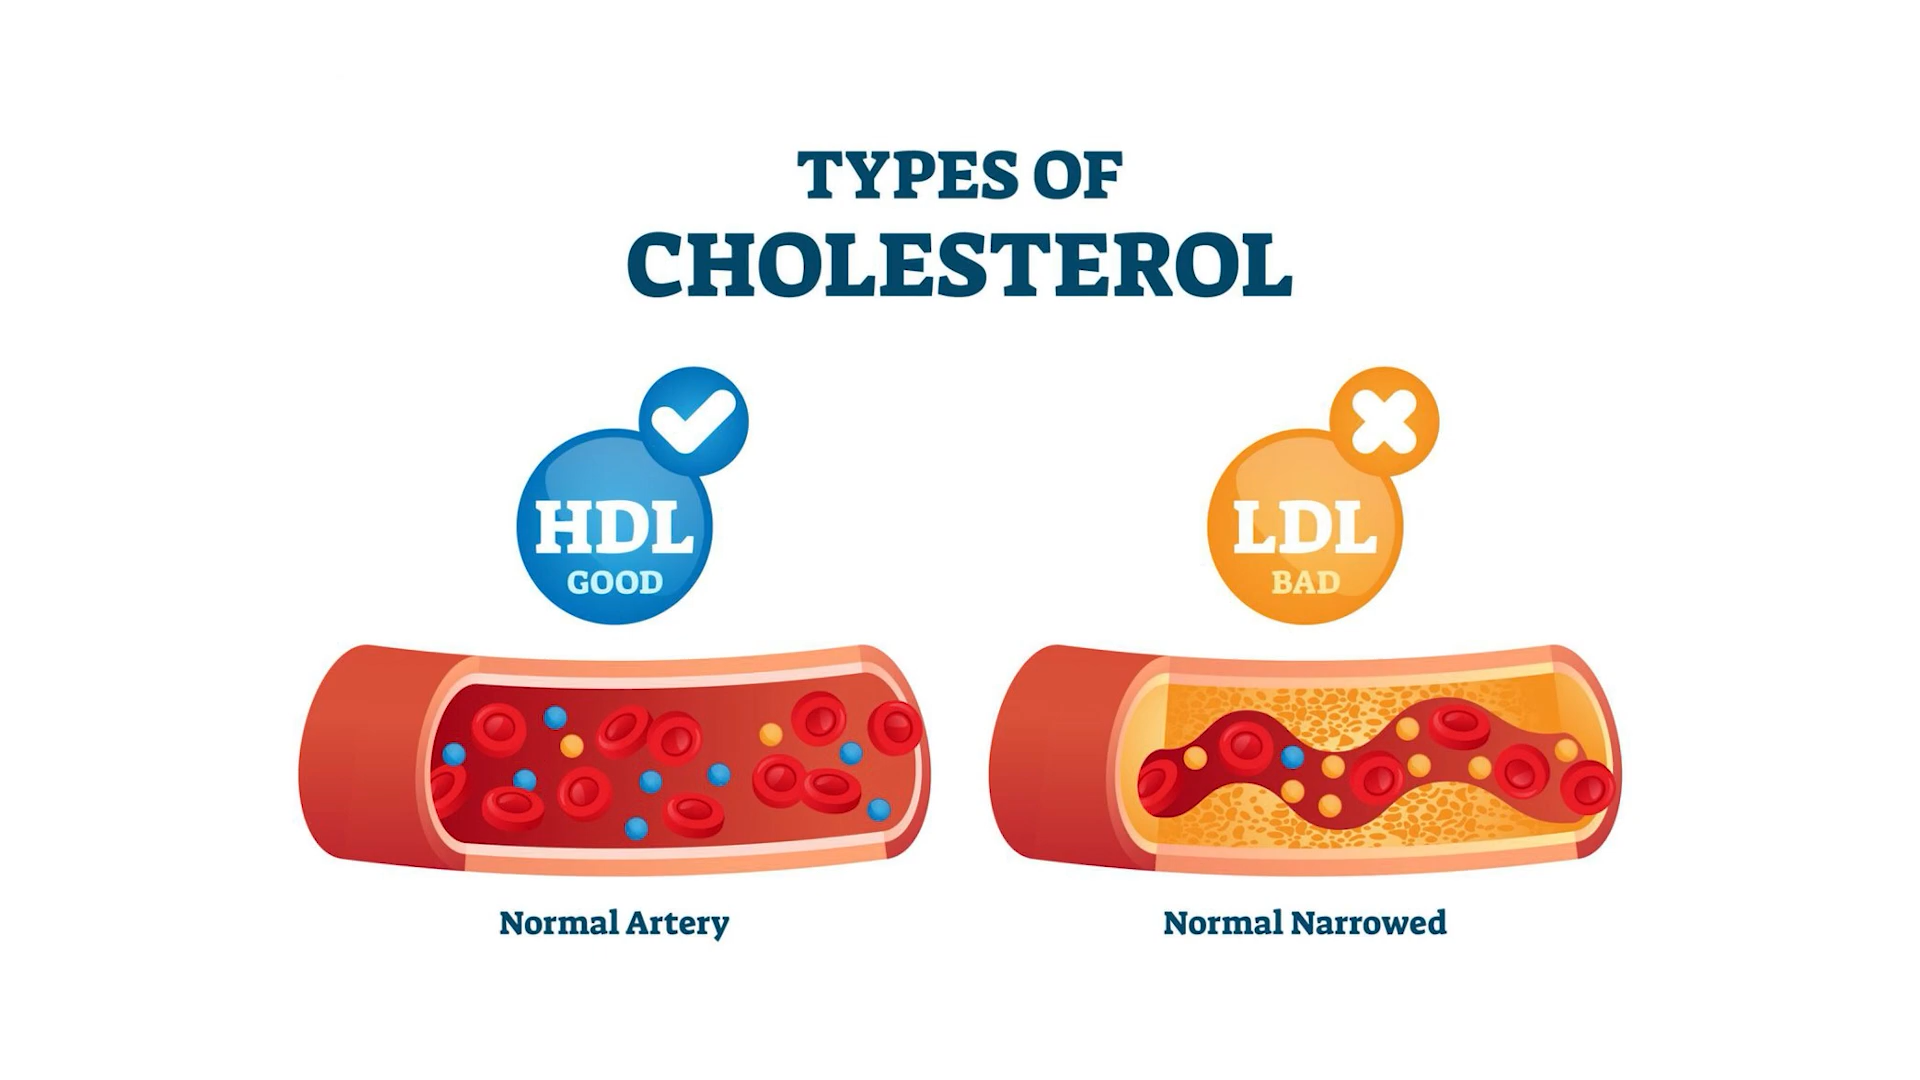 TYPES OF
CHOLESTEROL
HDL
GOOD
LDL
BAD
Normal Artery
Normal Narrowed